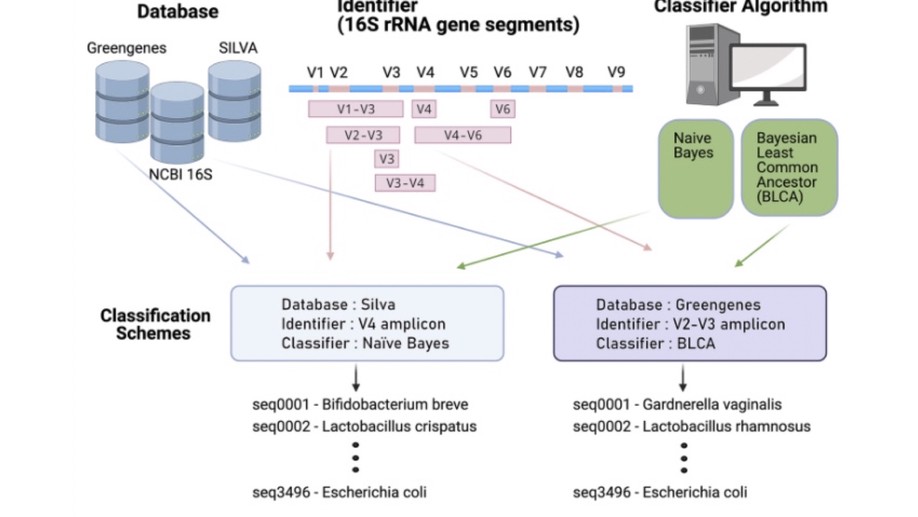 Database
Identifier
(16S rRNA gene segments)
Classifier Algorithm
Greengenes
SILVA
NCBI 16S
V1 V2 V3 V4 V5 V6 V7 V8 V9
V1-V3 V4 V6
V2-V3 V4-V6
V3
V3-V4
Naive
Bayes
Bayesian
Least
Common
Ancestor
(BLCA)
Classification
Schemes
Database : Silva
Identifier : V4 amplicon
Classifier : Naïve Bayes
Database : Greengenes
Identifier : V2-V3 amplicon
Classifier : BLCA
seq0001 - Bifidobacterium breve
seq0002 - Lactobacillus crispatus
seq3496 - Escherichia coli
seq0001 - Gardnerella vaginalis
seq0002 - Lactobacillus rhamnosus
seq3496 - Escherichia coli